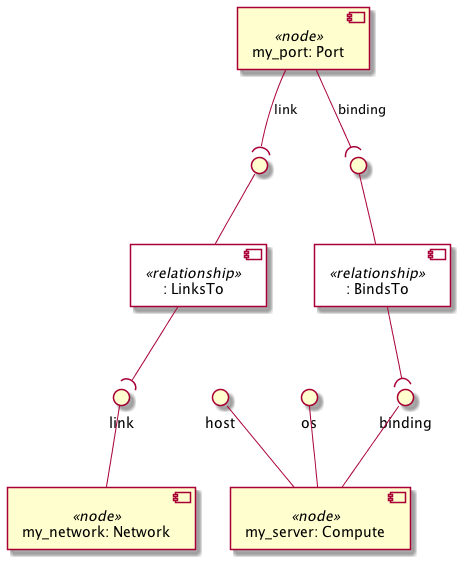 «node»
my_port: Port
link
binding
«relationship»
: LinksTo
«relationship»
: BindsTo
link
host
os
binding
«node»
my_network: Network
«node»
my_server: Compute